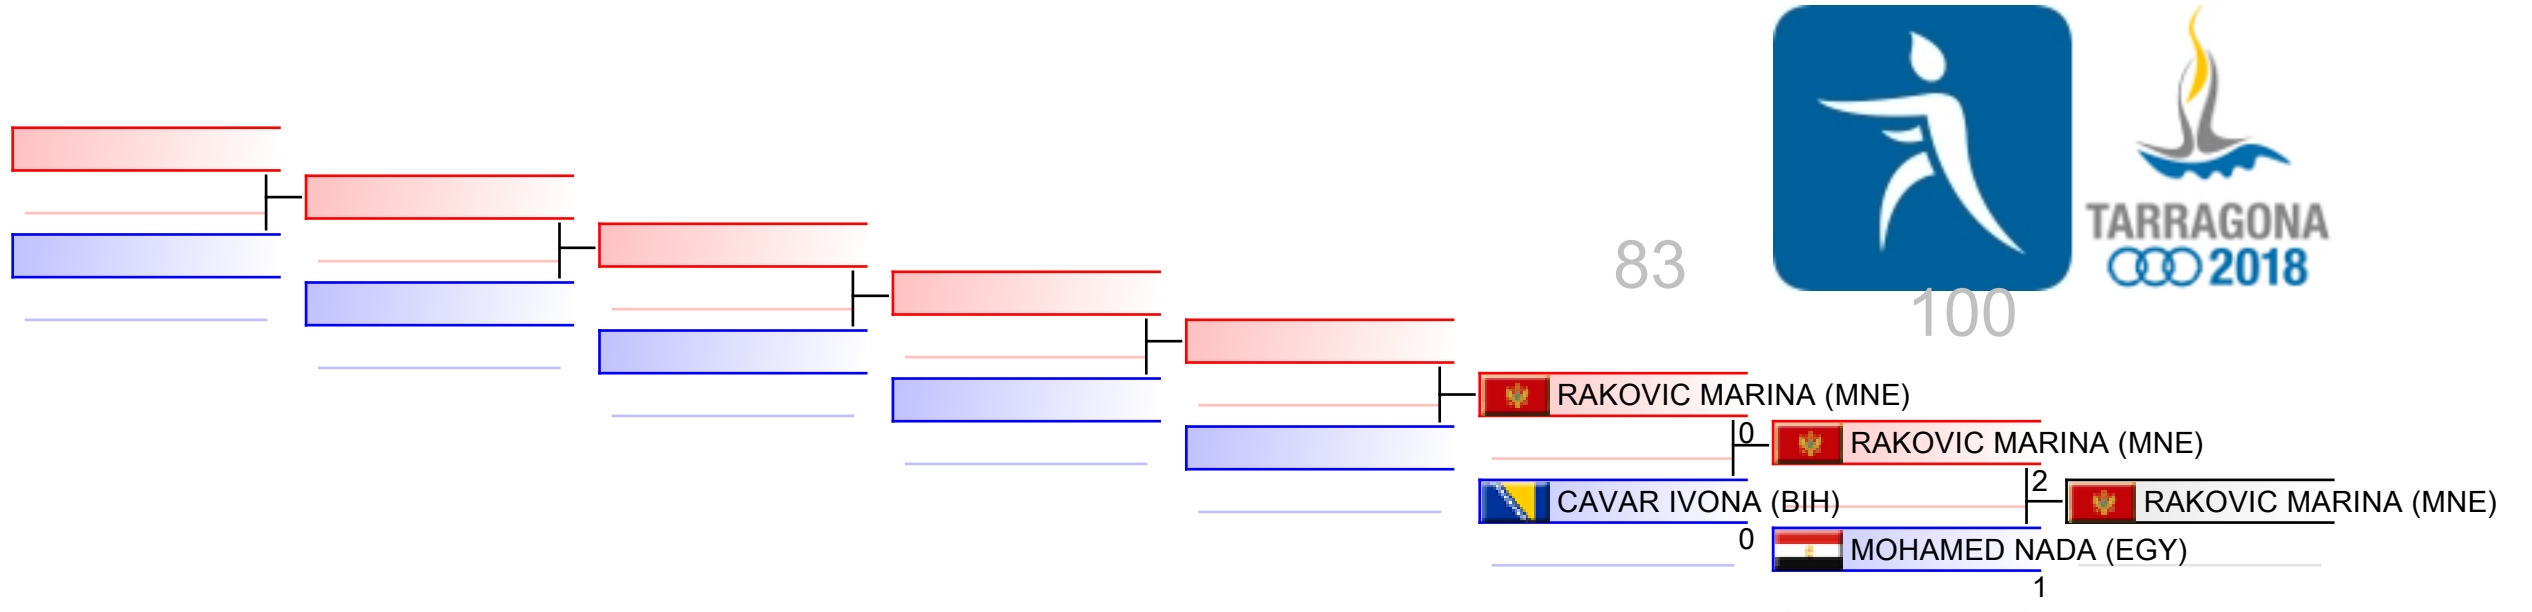 TARRAGONA
2018
83
100
RAKOVIC MARINA (MNE)
0
RAKOVIC MARINA (MNE)
2
CAVAR IVONA (BIH)
RAKOVIC MARINA (MNE)
0
MOHAMED NADA (EGY)
1